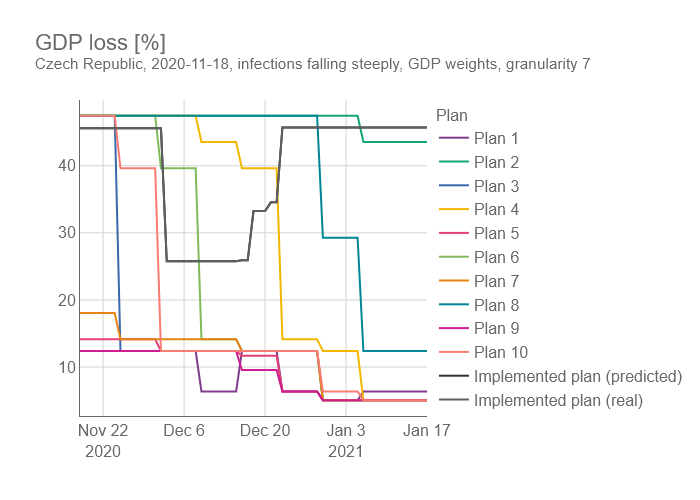 GDP loss [%]
Czech Republic, 2020-11-18, infections falling steeply, GDP weights, granularity 7
Plan
Plan 1
Plan 2
Plan 3
Plan 4
Plan 5
Plan 6
Plan 7
Plan 8
Plan 9
Plan 10
Implemented plan (predicted)
Implemented plan (real)
40
30
20
10
Nov 22 Dec 6 Dec 20 Jan 3 Jan 17
2020 2021